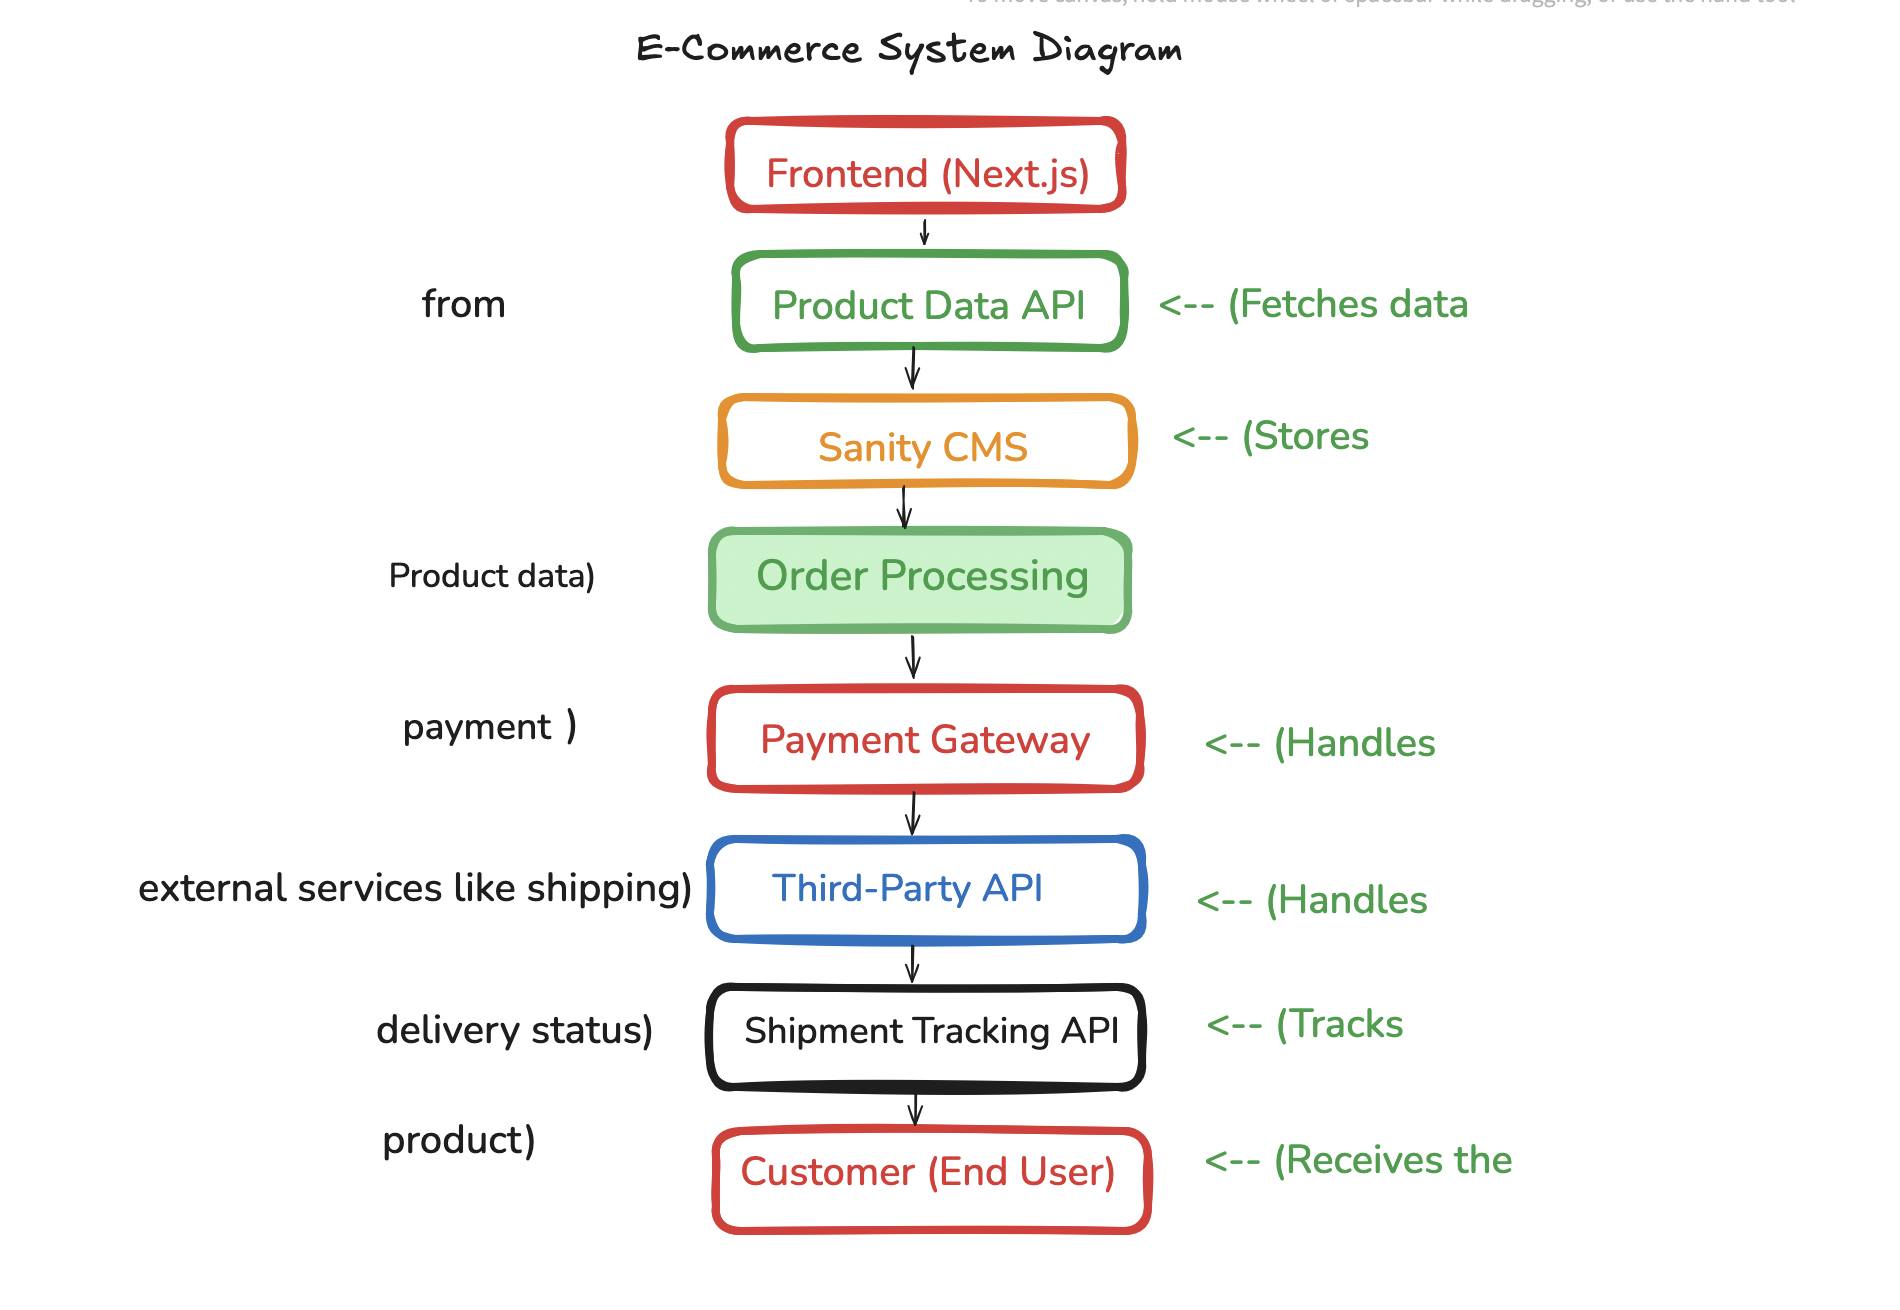 E-Commerce System Diagram
Frontend (Next.js)
from
Product Data API
<-- (Fetches data
Sanity CMS
<-- (Stores
Product data)
Order Processing
payment )
Payment Gateway
<-- (Handles
external services like shipping)
Third-Party API
<-- (Handles
delivery status)
Shipment Tracking API
<-- (Tracks
product)
Customer (End User)
<-- (Receives the